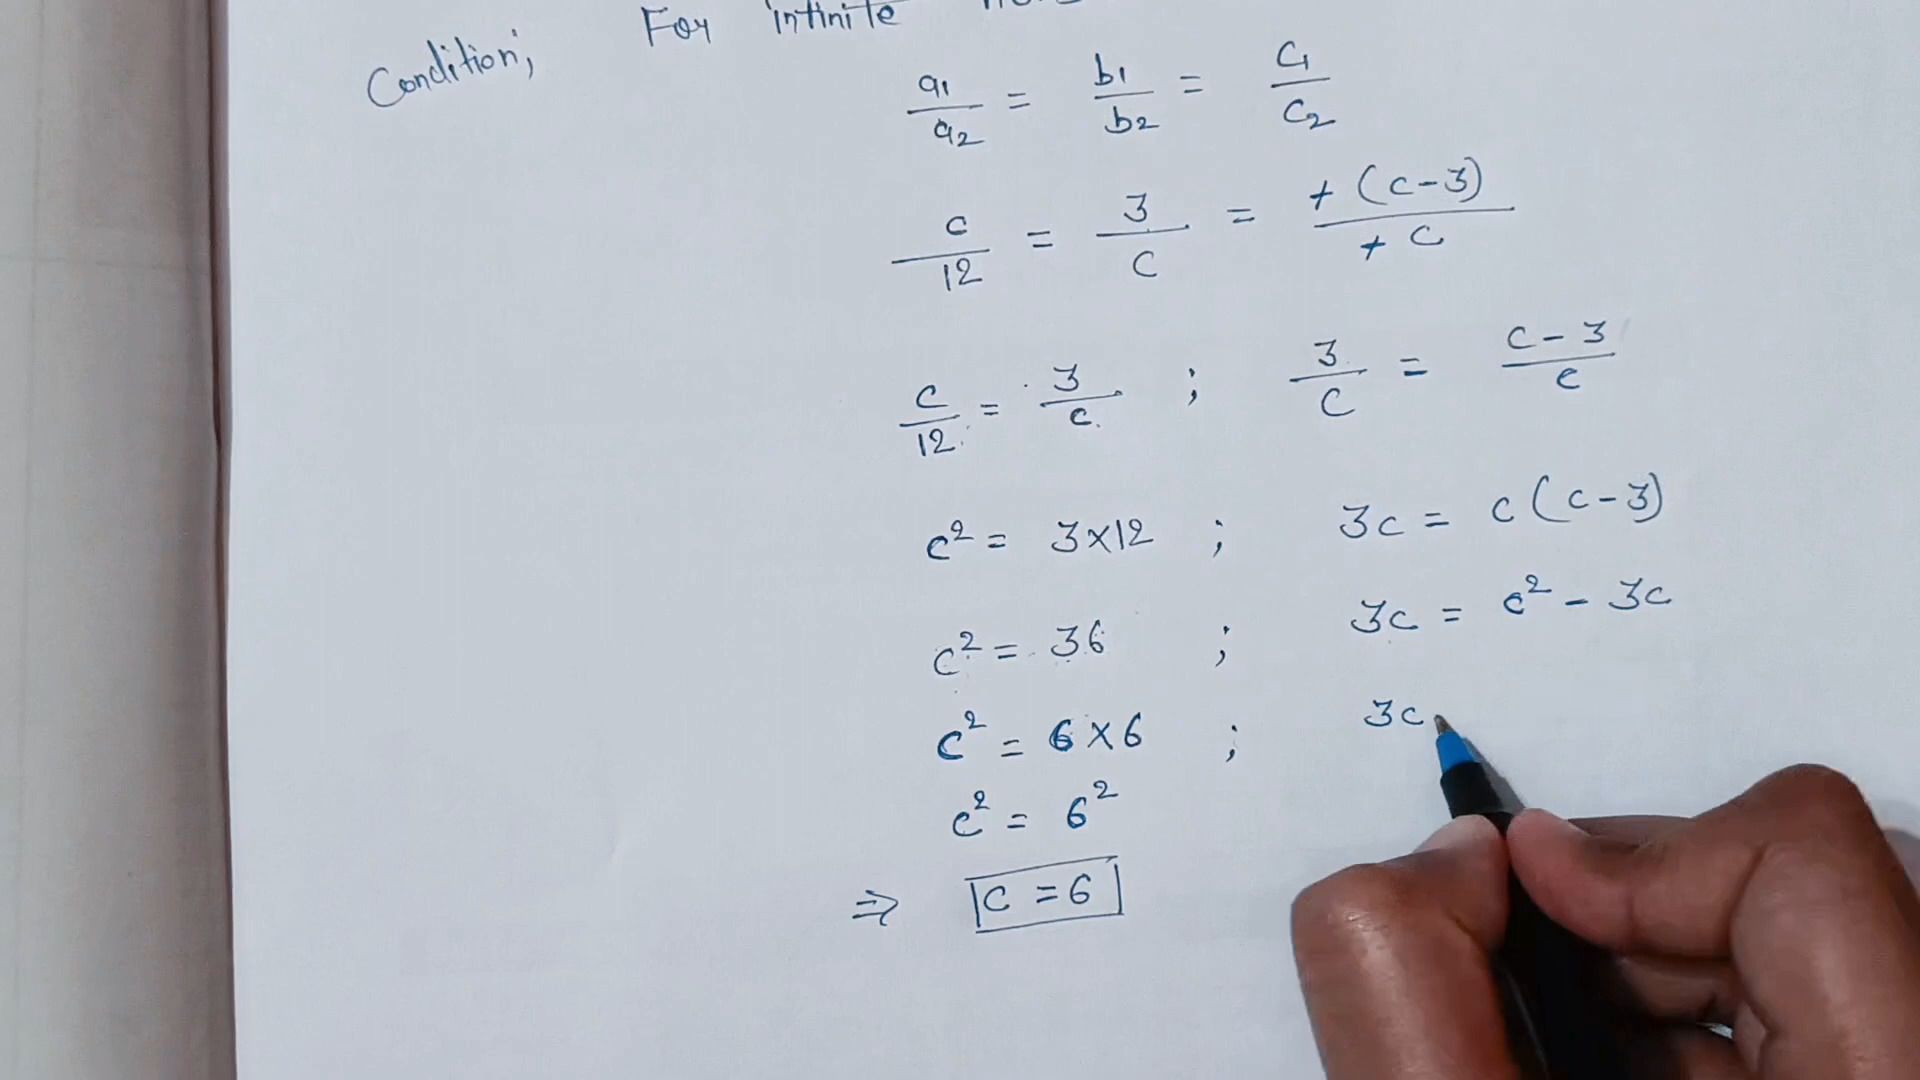 Condition; For infinite
a1/a2 = b1/b2 = C1/C2
c/12 = 3/C = +(c-3)/+C
c/12 = 3/c ; 3/C = c-3/c
c² = 3×12 ; 3c = c(c-3)
c² = 36 ; 3c = c² - 3c
c² = 6×6 ; 3c
c² = 6²
⇒ C = 6